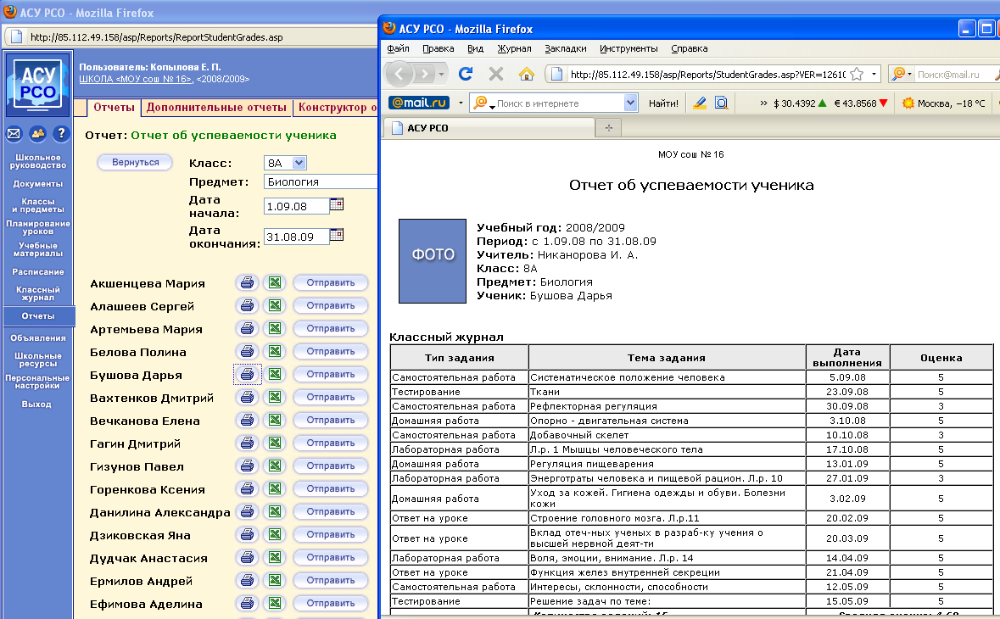 АСУ РСО - Mozilla Firefox
http://85.112.49.158/asp/Reports/ReportStudentGrades.asp
АСУ
РСО
Пользователь: Копылова Е. П.
ШКОЛА <МОУ сош № 16>, <2008/2009>
Отчеты
Дополнительные отчеты
Конструктор о
?
Школьное
руководство
Документы
Классы
и предметы
Планирование
уроков
Учебные
материалы
Расписание
Классный
журнал
Отчеты
Объявления
Школьные
ресурсы
Персональные
настройки
Выход
Отчет: Отчет об успеваемости ученика
Вернуться
Класс: 8А
Предмет: Биология
Дата
начала: 1.09.08
Дата
окончания: 31.08.09
Акшенцева Мария Отправить
Алашеев Сергей Отправить
Артемьева Мария Отправить
Белова Полина Отправить
Бушова Дарья Отправить
Вахтенков Дмитрий Отправить
Вечканова Елена Отправить
Гагин Дмитрий Отправить
Гизунов Павел Отправить
Горенкова Ксения Отправить
Данилина Александра Отправить
Дзиковская Яна Отправить
Дудчак Анастасия Отправить
Ермилов Андрей Отправить
Ефимова Аделина Отправить
АСУ РСО - Mozilla Firefox
Файл Правка Вид Журнал Закладки Инструменты Справка
http://85.112.49.158/asp/Reports/StudentGrades.asp?VER=1261
Поиск@mail.ru
@mail.ru Поиск в интернете Найти! » $ 30.4392 € 43.8568 Москва, −18 °C
АСУ РСО
МОУ сош № 16
Отчет об успеваемости ученика
ФОТО
Учебный год: 2008/2009
Период: с 1.09.08 по 31.08.09
Учитель: Никанорова И. А.
Класс: 8А
Предмет: Биология
Ученик: Бушова Дарья
Классный журнал
Тип задания Тема задания Дата выполнения Оценка
Самостоятельная работа Систематическое положение человека 5.09.08 5
Тестирование Ткани 23.09.08 5
Самостоятельная работа Рефлекторная регуляция 30.09.08 3
Домашняя работа Опорно - двигательная система 3.10.08 5
Самостоятельная работа Добавочный скелет 10.10.08 3
Лабораторная работа Л.р. 1 Мышцы человеческого тела 17.10.08 5
Домашняя работа Регуляция пищеварения 13.01.09 5
Лабораторная работа Энерготраты человека и пищевой рацион. Л.р. 10 27.01.09 3
Домашняя работа Уход за кожей. Гигиена одежды и обуви. Болезни кожи 3.02.09 5
Ответ на уроке Строение головного мозга. Л.р.11 20.02.09 5
Ответ на уроке Вклад отеч-ных ученых в разраб-ку учения о высшей нервной деят-ти 20.03.09 5
Лабораторная работа Воля, эмоции, внимание. Л.р. 14 14.04.09 5
Ответ на уроке Функция желез внутренней секреции 21.04.09 5
Самостоятельная работа Интересы, склонности, способности 12.05.09 5
Тестирование Решение задач по теме: 15.05.09 5